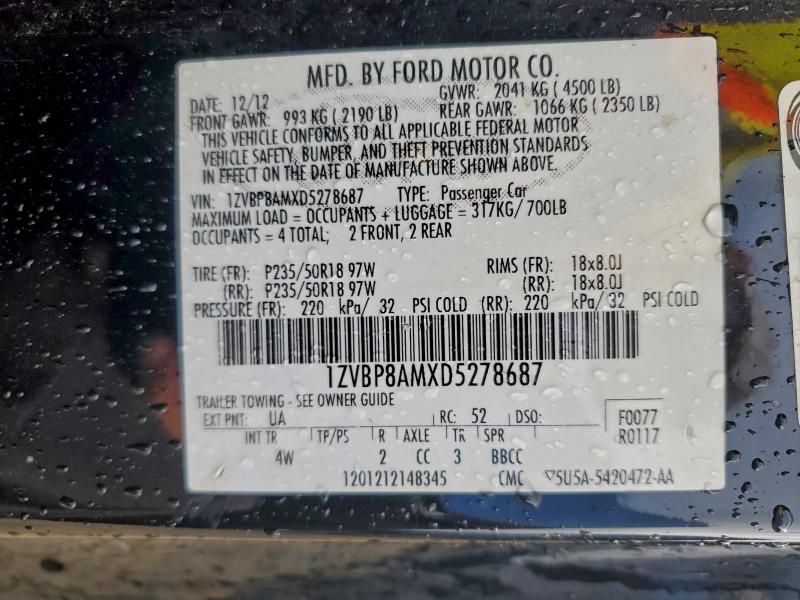 MFD. BY FORD MOTOR CO.
DATE: 12/12 GVWR: 2041 KG ( 4500 LB)
FRONT GAWR: 993 KG ( 2190 LB) REAR GAWR: 1066 KG ( 2350 LB)
THIS VEHICLE CONFORMS TO ALL APPLICABLE FEDERAL MOTOR
VEHICLE SAFETY, BUMPER, AND THEFT PREVENTION STANDARDS
IN EFFECT ON THE DATE OF MANUFACTURE SHOWN ABOVE.
VIN: 1ZVBP8AMXD5278687 TYPE: Passenger Car
MAXIMUM LOAD = OCCUPANTS + LUGGAGE = 317KG/ 700LB
OCCUPANTS = 4 TOTAL; 2 FRONT, 2 REAR
TIRE (FR): P235/50R18 97W RIMS (FR): 18x8.0J
(RR): P235/50R18 97W (RR): 18x8.0J
PRESSURE (FR): 220 kPa/ 32 PSI COLD (RR): 220 kPa/ 32 PSI COLD
1ZVBP8AMXD5278687
TRAILER TOWING - SEE OWNER GUIDE
EXT PNT: UA RC: 52 DSO: F0077
INT TR TP/PS R AXLE TR SPR R0117
4W 2 CC 3 BBCC
1201212148345 CMC 5U5A-5420472-AA